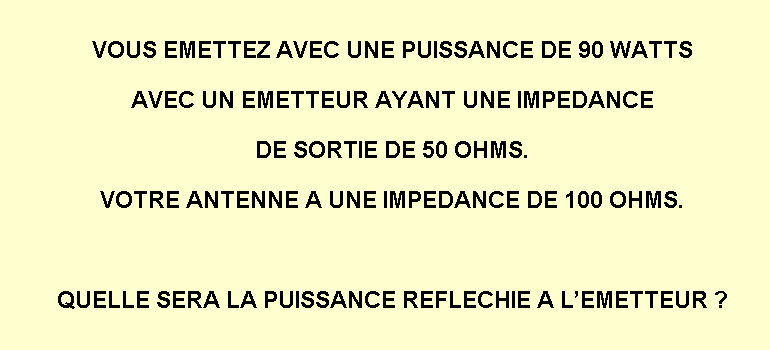 VOUS EMETTEZ AVEC UNE PUISSANCE DE 90 WATTS
AVEC UN EMETTEUR AYANT UNE IMPEDANCE
DE SORTIE DE 50 OHMS.
VOTRE ANTENNE A UNE IMPEDANCE DE 100 OHMS.
QUELLE SERA LA PUISSANCE REFLECHIE A L’EMETTEUR ?